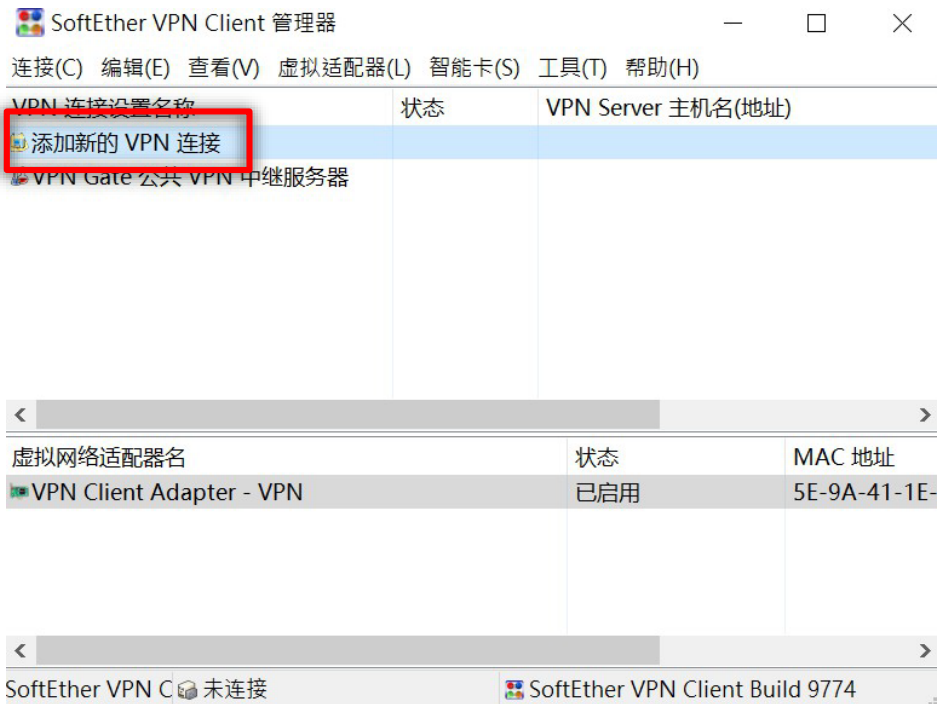 SoftEther VPN Client 管理器
连接(C) 编辑(E) 查看(V) 虚拟适配器(L) 智能卡(S) 工具(T) 帮助(H)
VPN 连接设置名称 状态 VPN Server 主机名(地址)
添加新的 VPN 连接
VPN Gate 公共 VPN 中继服务器
虚拟网络适配器名 状态 MAC 地址
VPN Client Adapter - VPN 已启用 5E-9A-41-1E-
SoftEther VPN C 未连接 SoftEther VPN Client Build 9774